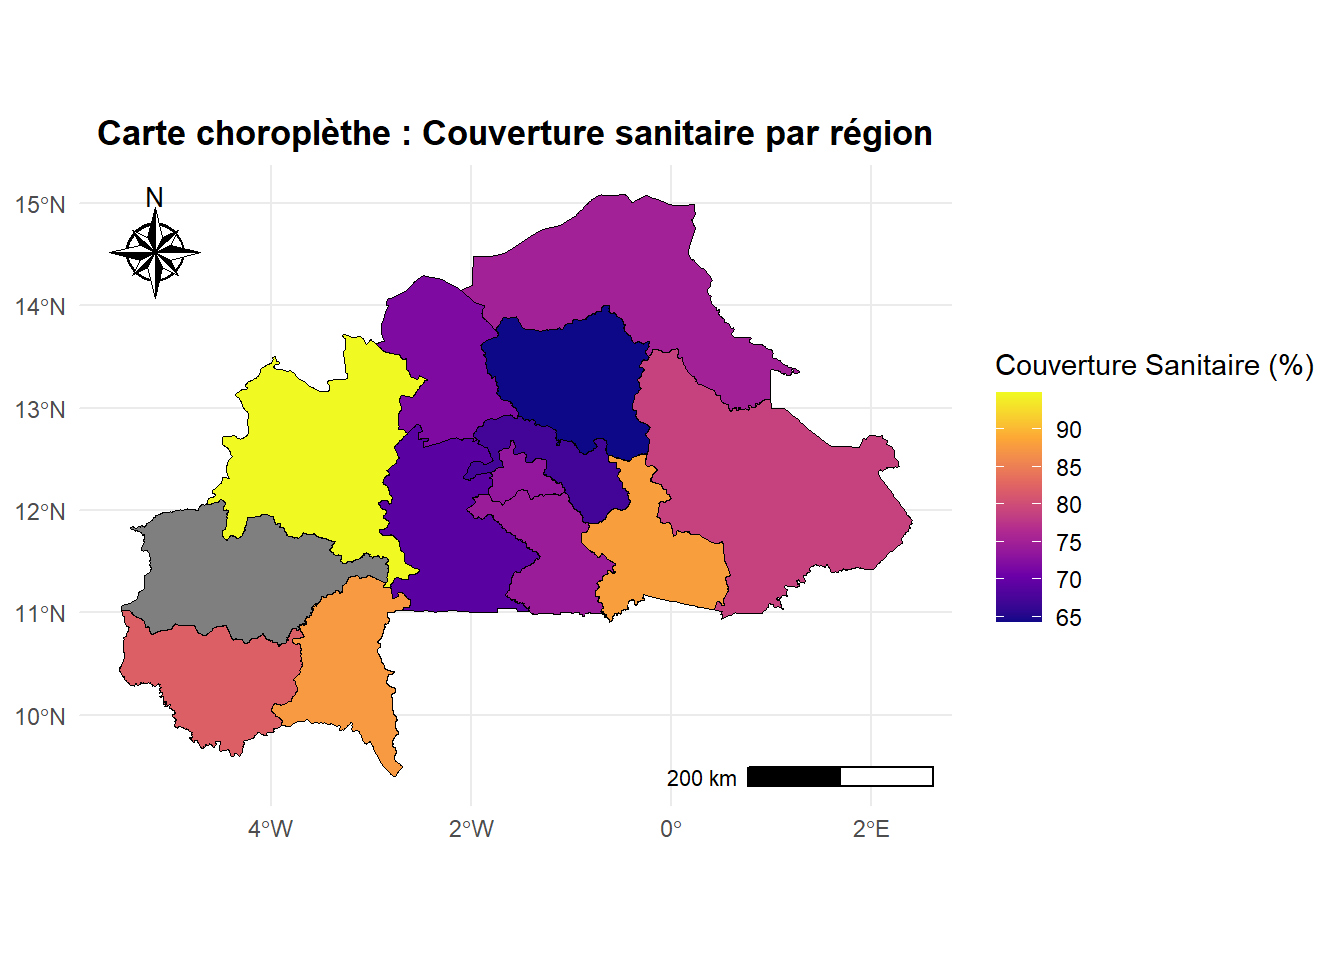 Carte choroplèthe : Couverture sanitaire par région
N
15°N
14°N
13°N
12°N
11°N
10°N
4°W
2°W
0°
2°E
200 km
Couverture Sanitaire (%)
90
85
80
75
70
65